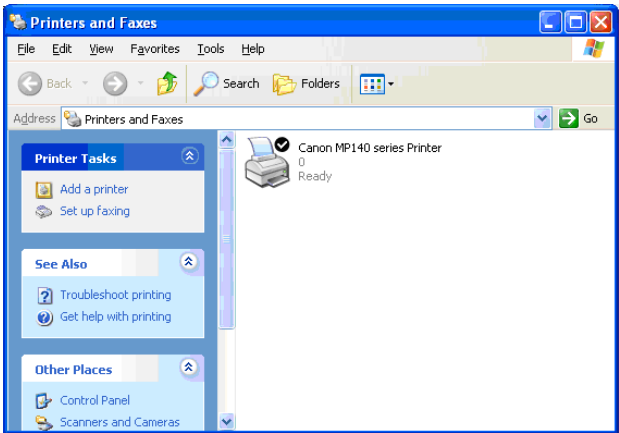 Printers and Faxes
File Edit View Favorites Tools Help
Back Search Folders
Address Printers and Faxes Go
Printer Tasks
Add a printer
Set up faxing
See Also
Troubleshoot printing
Get help with printing
Other Places
Control Panel
Scanners and Cameras
Canon MP140 series Printer
0
Ready